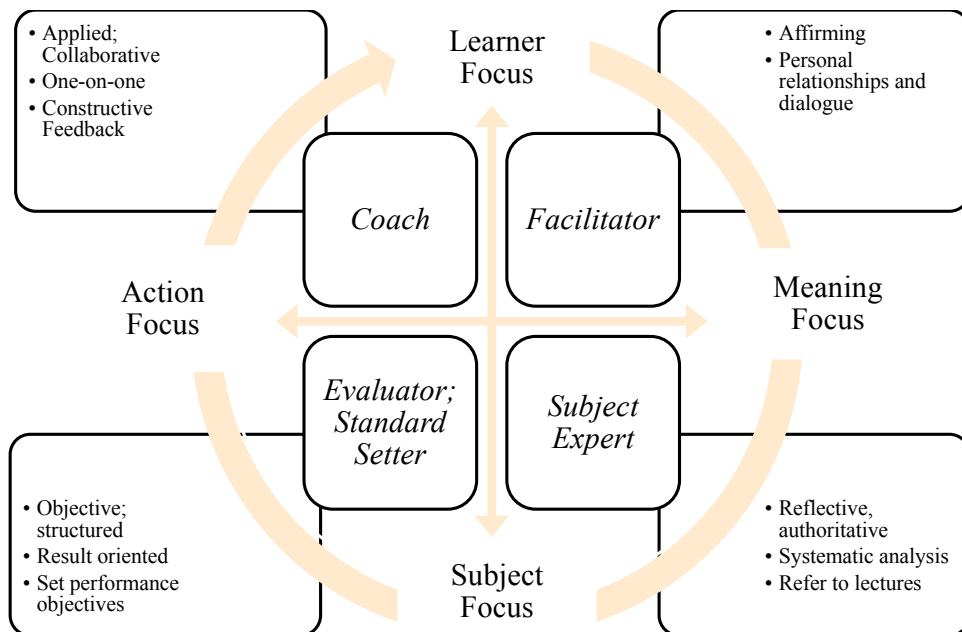 • Applied;
Collaborative
• One-on-one
• Constructive
Feedback
Learner
Focus
• Affirming
• Personal
relationships and
dialogue
Coach
Facilitator
Action
Focus
Meaning
Focus
Evaluator;
Standard
Setter
Subject
Expert
• Objective;
structured
• Result oriented
• Set performance
objectives
Subject
Focus
• Reflective,
authoritative
• Systematic analysis
• Refer to lectures